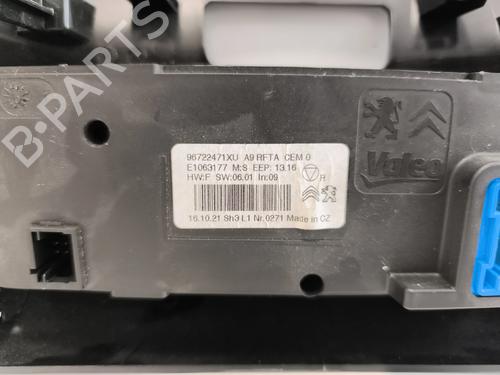 B-PARTS
Valeo
96722471XU A9 RFTA CEM 0
E1063177 M:S EEP: 13.16
HW:F SW:06.01 In:09
R
16.10.21 Sh3 L1 Nr.0271 Made in CZ